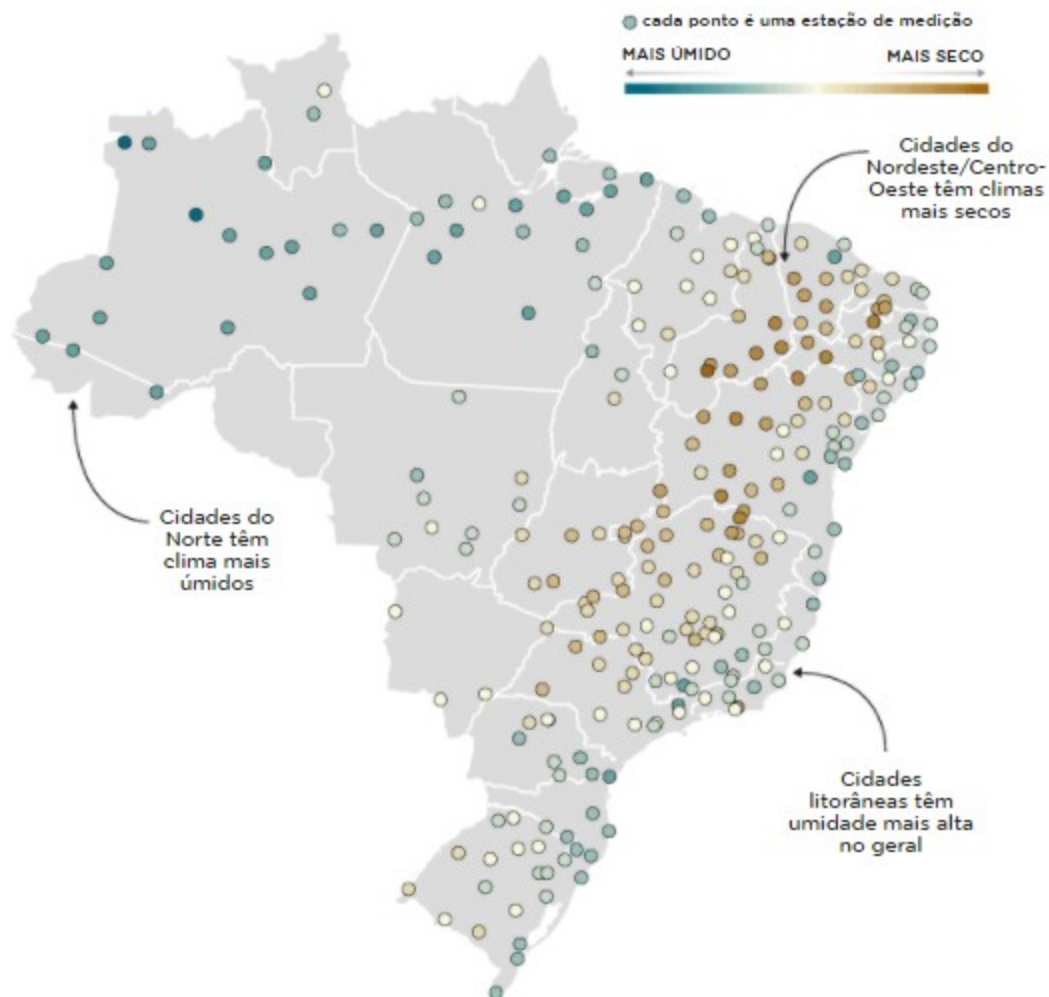 cada ponto é uma estação de medição
MAIS ÚMIDO
MAIS SECO
Cidades do
Nordeste/Centro-
Oeste têm climas
mais secos
Cidades do
Norte têm
clima mais
úmidos
Cidades
litorâneas têm
umidade mais alta
no geral